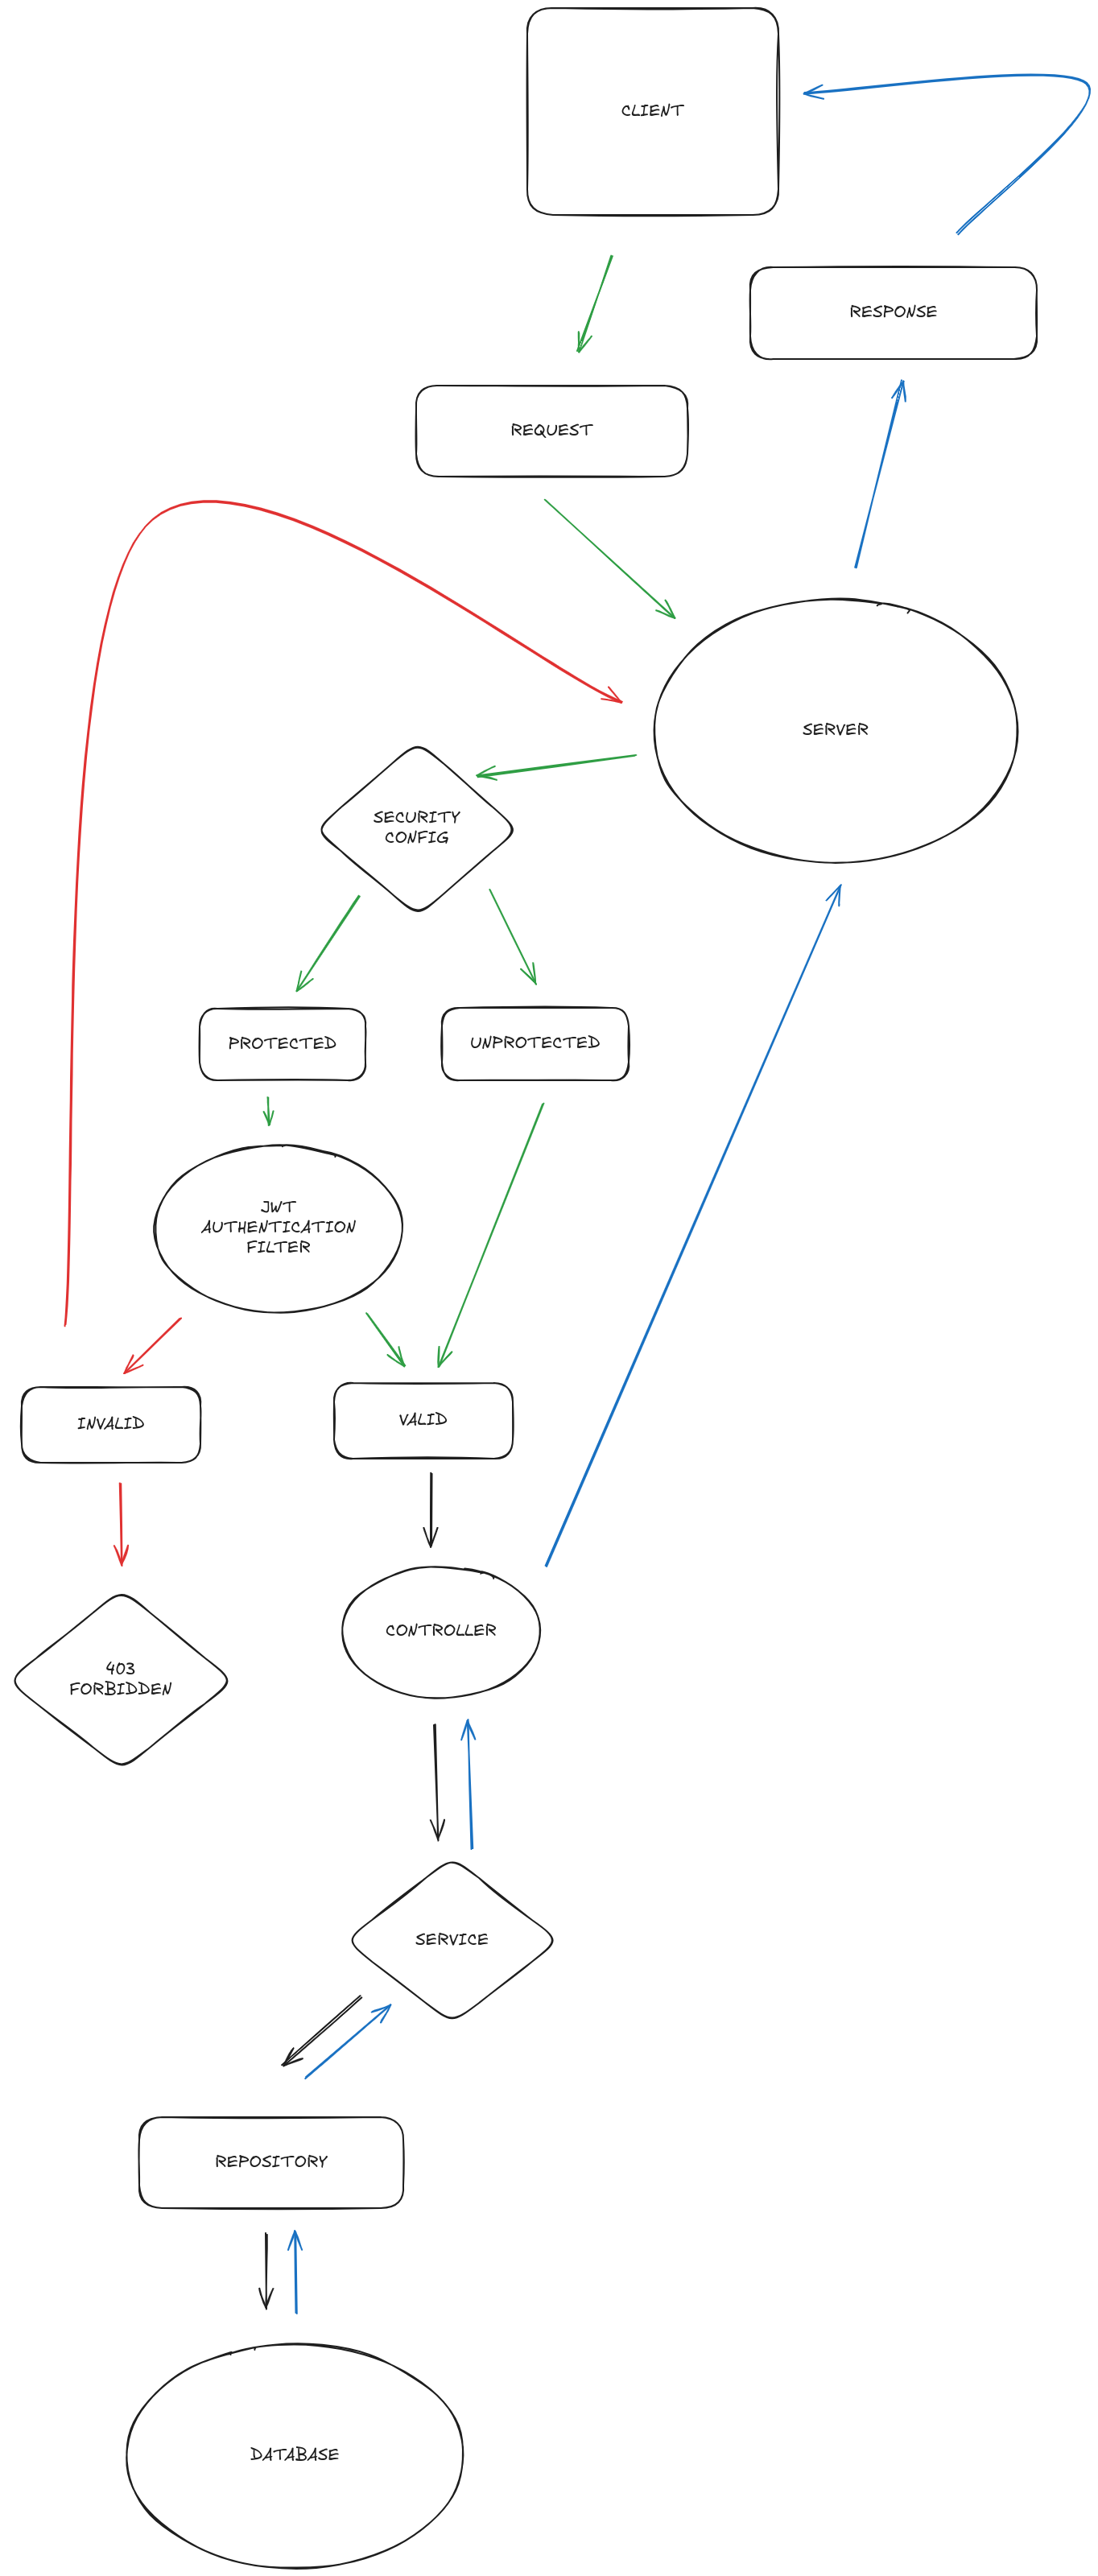 CLIENT
RESPONSE
REQUEST
SERVER
SECURITY
CONFIG
PROTECTED
UNPROTECTED
JWT
AUTHENTICATION
FILTER
INVALID
VALID
CONTROLLER
403
FORBIDDEN
SERVICE
REPOSITORY
DATABASE